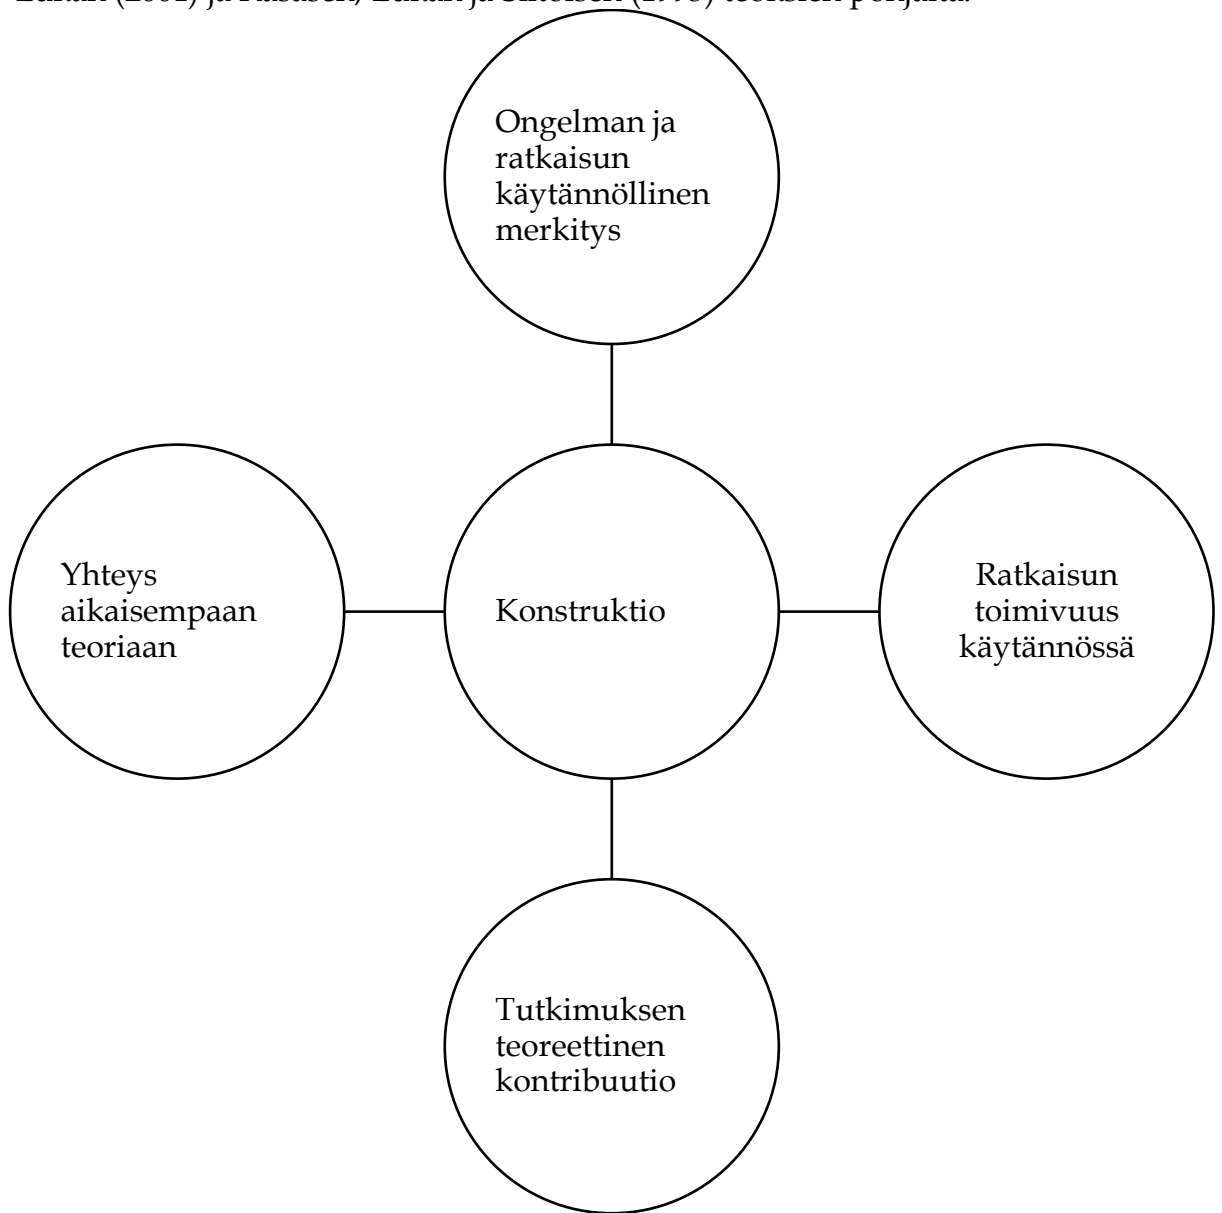 Ongelman ja
ratkaisun
käytännöllinen
merkitys
Yhteys
aikaisempaan
teoriaan
Konstruktio
Ratkaisun
toimivuus
käytännössä
Tutkimuksen
teoreettinen
kontribuutio